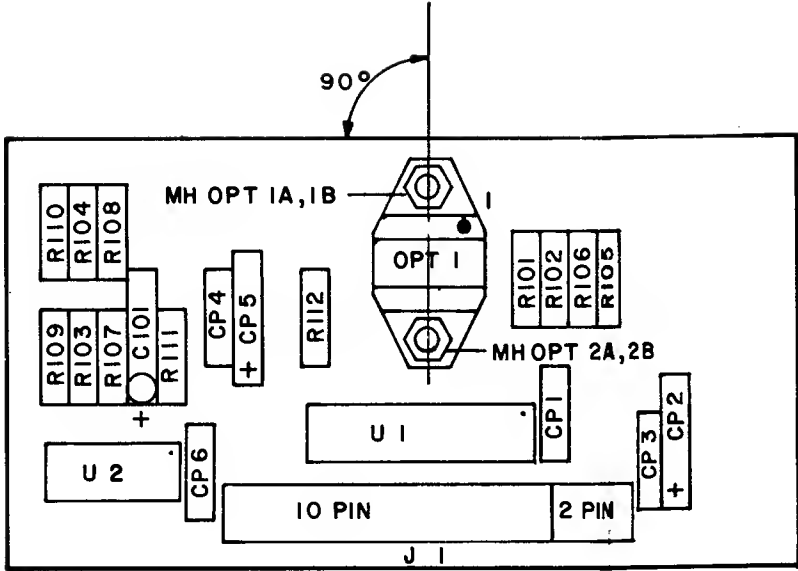 90°
MH OPT 1A, 1B
1
R110
R104
R108
OPT 1
R101
R102
R106
R105
CP4
CP5
+
R112
R109
R103
R107
C101
+
R111
MH OPT 2A, 2B
U 1
CP1
CP3
CP2
+
U 2
CP6
10 PIN
2 PIN
J 1